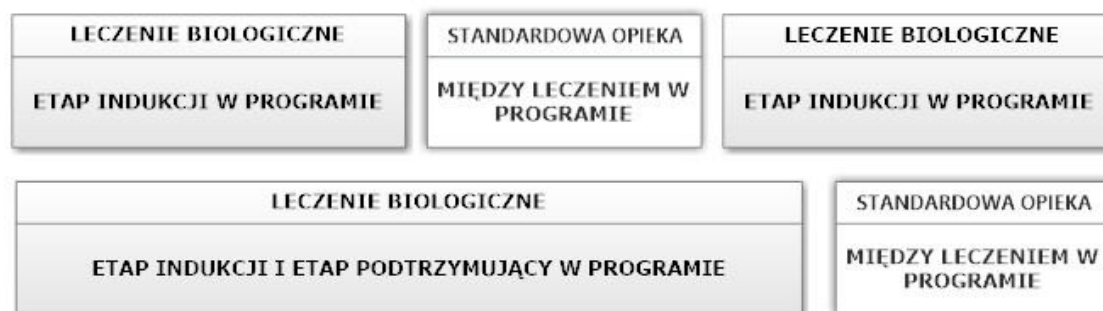 LECZENIE BIOLOGICZNE
ETAP INDUKCJI W PROGRAMIE
STANDARDOWA OPIEKA
MIĘDZY LECZENIEM W
PROGRAMIE
LECZENIE BIOLOGICZNE
ETAP INDUKCJI W PROGRAMIE
LECZENIE BIOLOGICZNE
ETAP INDUKCJI I ETAP PODTRZYMUJĄCY W PROGRAMIE
STANDARDOWA OPIEKA
MIĘDZY LECZENIEM W
PROGRAMIE